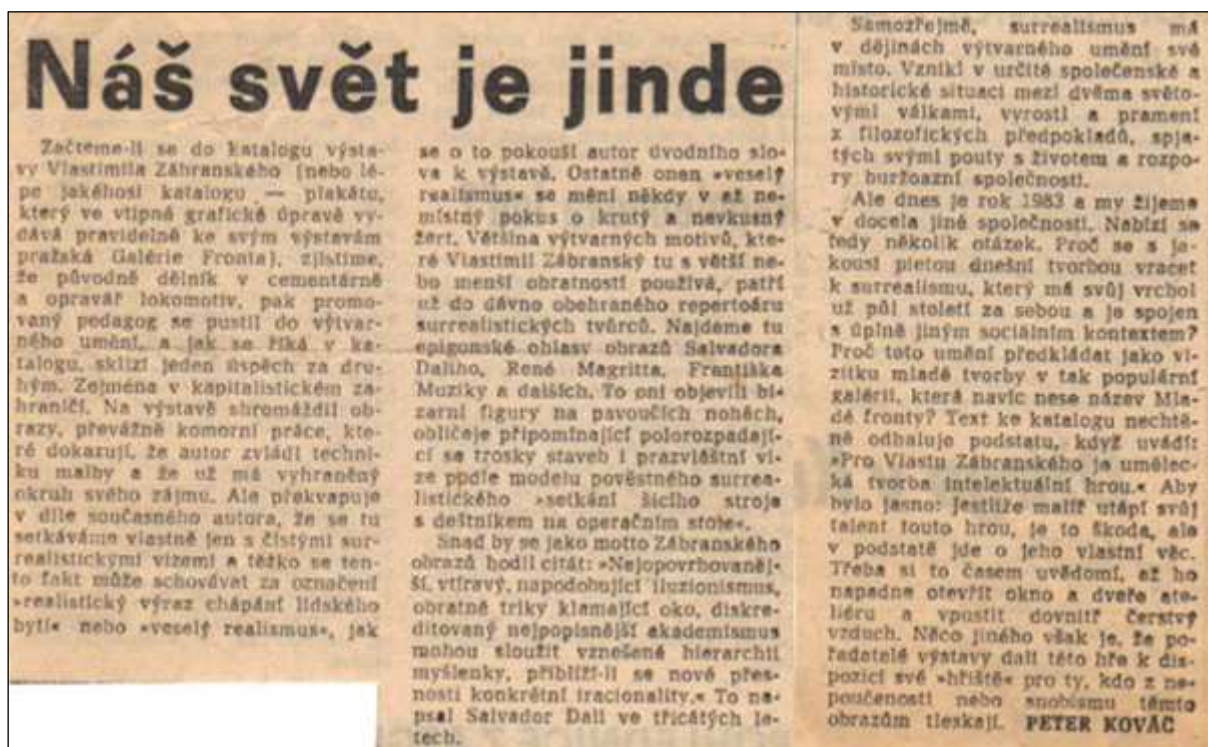 Náš svět je jinde
Začteme-li se do katalogu výsta-
vy Vlastimila Zábranského (nebo lé-
pe jakéhosi katalogu — plakátu,
který ve vtipné grafické úpravě vy-
dává pravidelně ke svým výstavám
pražská Galérie Fronta), zjistíme,
že původně dělník v cementárně
a opravář lokomotiv, pak promo-
vaný pedagog se pustil do výtvar-
ného umění, a jak se říká v ka-
talogu, sklízí jeden úspěch za dru-
hým. Zejména v kapitalistickém za-
hraničí. Na výstavě shromáždil ob-
razy, převážně komorní práce, kte-
ré dokazují, že autor zvládl techni-
ku malby a že už má vyhraněný
okruh svého zájmu. Ale překvapuje
v díle současného autora, že se tu
setkáváme vlastně jen s čistými sur-
realistickými vizemi a těžko se ten-
to fakt může schovávat za označení
»realistický výraz chápání lidského
bytí« nebo »veselý realismus«, jak
se o to pokouší autor úvodního slo-
va k výstavě. Ostatně onen »veselý
realismus« se mění někdy v až ne-
místný pokus o krutý a nevkusný
žert. Většina výtvarných motivů, kte-
ré Vlastimil Zábranský tu s větší ne-
bo menší obratností používá, patří
už do dávno obehraného repertoáru
surrealistických tvůrců. Najdeme tu
epigonské ohlasy obrazů Salvadora
Daliho, René Magritta, Františka
Muziky a dalších. To oni objevili bi-
zarní figury na pavoučích nohách,
obličeje připomínající polorozpadají-
cí se trosky staveb i prazvláštní vi-
ze podle modelu pověstného surrea-
listického »setkání šicího stroje
s deštníkem na operačním stole«.
Snad by se jako motto Zábranského
obrazů hodil citát: »Nejopovrhovaněj-
ší, vtíravý, napodobující iluzionismus,
obratné triky klamající oko, diskre-
ditovaný nejpopisnější akademismus
mohou sloužit vznešené hierarchii
myšlenky, přiblíží-li se nové přes-
nosti konkrétní iracionality.« To na-
psal Salvador Dali ve třicátých le-
tech.
Samozřejmě, surrealismus má
v dějinách výtvarného umění své
místo. Vznikl v určité společenské a
historické situaci mezi dvěma světo-
vými válkami, vyrostl a pramení
z filozofických předpokladů, spja-
tých svými pouty s životem a rozpo-
ry buržoazní společnosti.
Ale dnes je rok 1983 a my žijeme
v docela jiné společnosti. Nabízí se
tedy několik otázek. Proč se s ja-
kousi pietou dnešní tvorbou vracet
k surrealismu, který má svůj vrchol
už půl století za sebou a je spojen
s úplně jiným sociálním kontextem?
Proč toto umění předkládat jako vi-
zitku mladé tvorby v tak populární
galérii, která navíc nese název Mla-
dé fronty? Text ke katalogu nechtě-
ně odhaluje podstatu, když uvádí:
»Pro Vlastu Zábranského je umělec-
ká tvorba intelektuální hrou.« Aby
bylo jasno: jestliže malíř utápí svůj
talent touto hrou, je to škoda, ale
v podstatě jde o jeho vlastní věc.
Třeba si to časem uvědomí, až ho
napadne otevřít okno a dveře ate-
liéru a vpustit dovnitř čerstvý
vzduch. Něco jiného však je, že po-
řadatelé výstavy dali této hře k dis-
pozici své »hřiště« pro ty, kdo z ne-
poučenosti nebo snobismu těmto
obrazům tleskají. PETER KOVÁČ